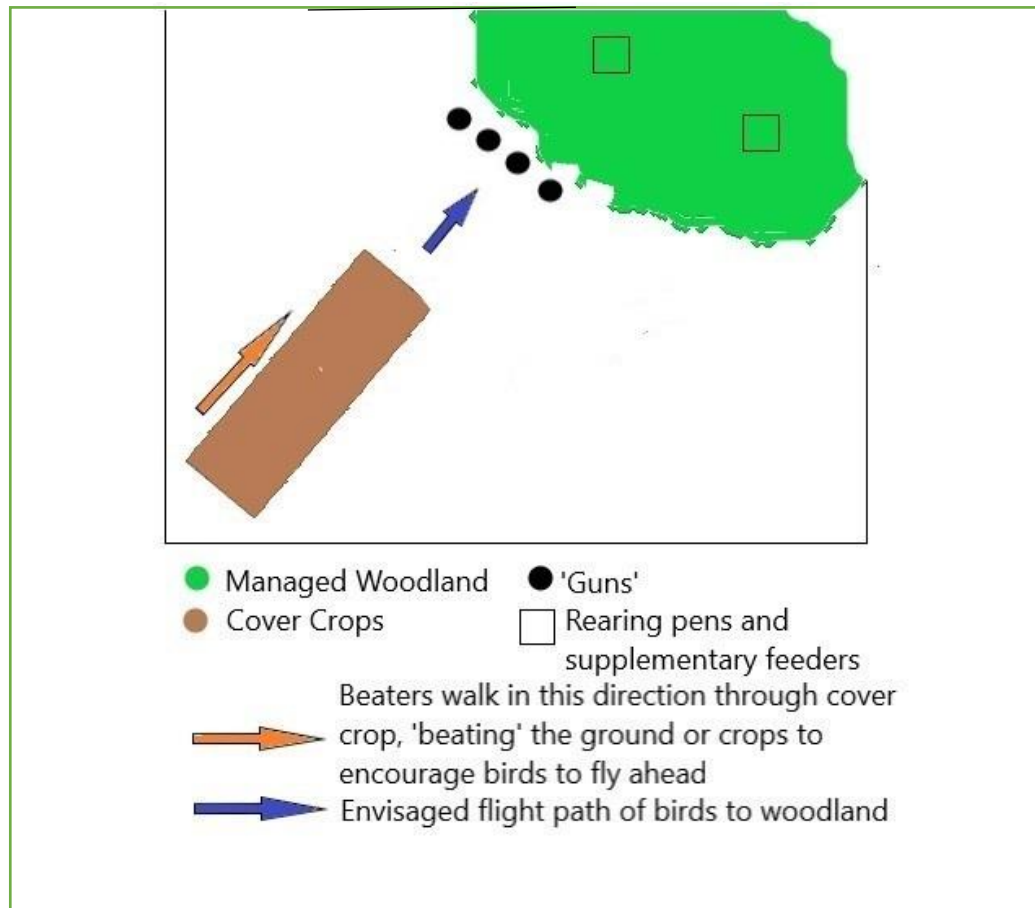 Managed Woodland
'Guns'
Cover Crops
Rearing pens and
supplementary feeders
Beaters walk in this direction through cover
crop, 'beating' the ground or crops to
encourage birds to fly ahead
Envisaged flight path of birds to woodland